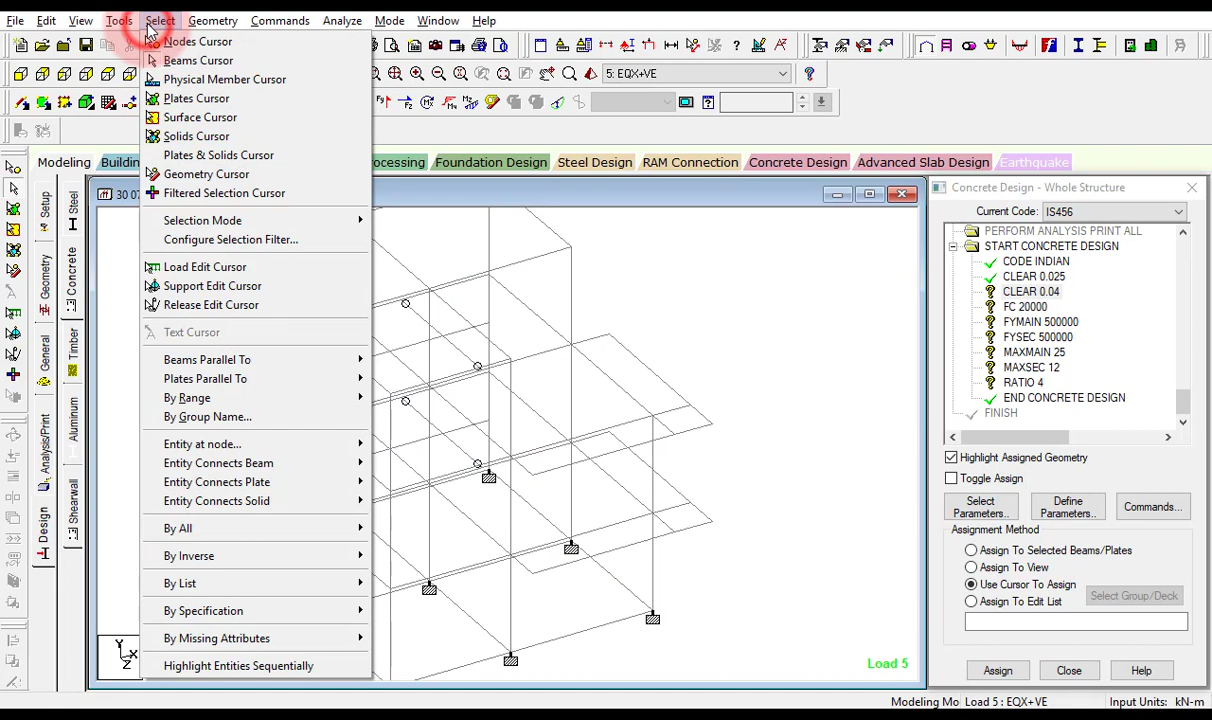 File Edit View Tools Select Geometry Commands Analyze Mode Window Help
5: EQX+VE
Modeling Building
ocessing Foundation Design Steel Design RAM Connection Concrete Design Advanced Slab Design Earthquake
Nodes Cursor
Beams Cursor
Physical Member Cursor
Plates Cursor
Surface Cursor
Solids Cursor
Plates & Solids Cursor
Geometry Cursor
Filtered Selection Cursor
Selection Mode
Configure Selection Filter...
Load Edit Cursor
Support Edit Cursor
Release Edit Cursor
Text Cursor
Beams Parallel To
Plates Parallel To
By Range
By Group Name...
Entity at node...
Entity Connects Beam
Entity Connects Plate
Entity Connects Solid
By All
By Inverse
By List
By Specification
By Missing Attributes
Highlight Entities Sequentially
Setup
Geometry
General
Analysis/Print
Design
Steel
Concrete
Timber
Aluminum
Shearwall
30 07
Y
X
Z
Load 5
Concrete Design - Whole Structure
Current Code: IS456
PERFORM ANALYSIS PRINT ALL
START CONCRETE DESIGN
CODE INDIAN
CLEAR 0.025
CLEAR 0.04
FC 20000
FYMAIN 500000
FYSEC 500000
MAXMAIN 25
MAXSEC 12
RATIO 4
END CONCRETE DESIGN
FINISH
Highlight Assigned Geometry
Toggle Assign
Select Parameters..
Define Parameters..
Commands...
Assignment Method
Assign To Selected Beams/Plates
Assign To View
Use Cursor To Assign
Assign To Edit List
Select Group/Deck
Assign Close Help
Modeling Mo Load 5 : EQX+VE Input Units: kN-m